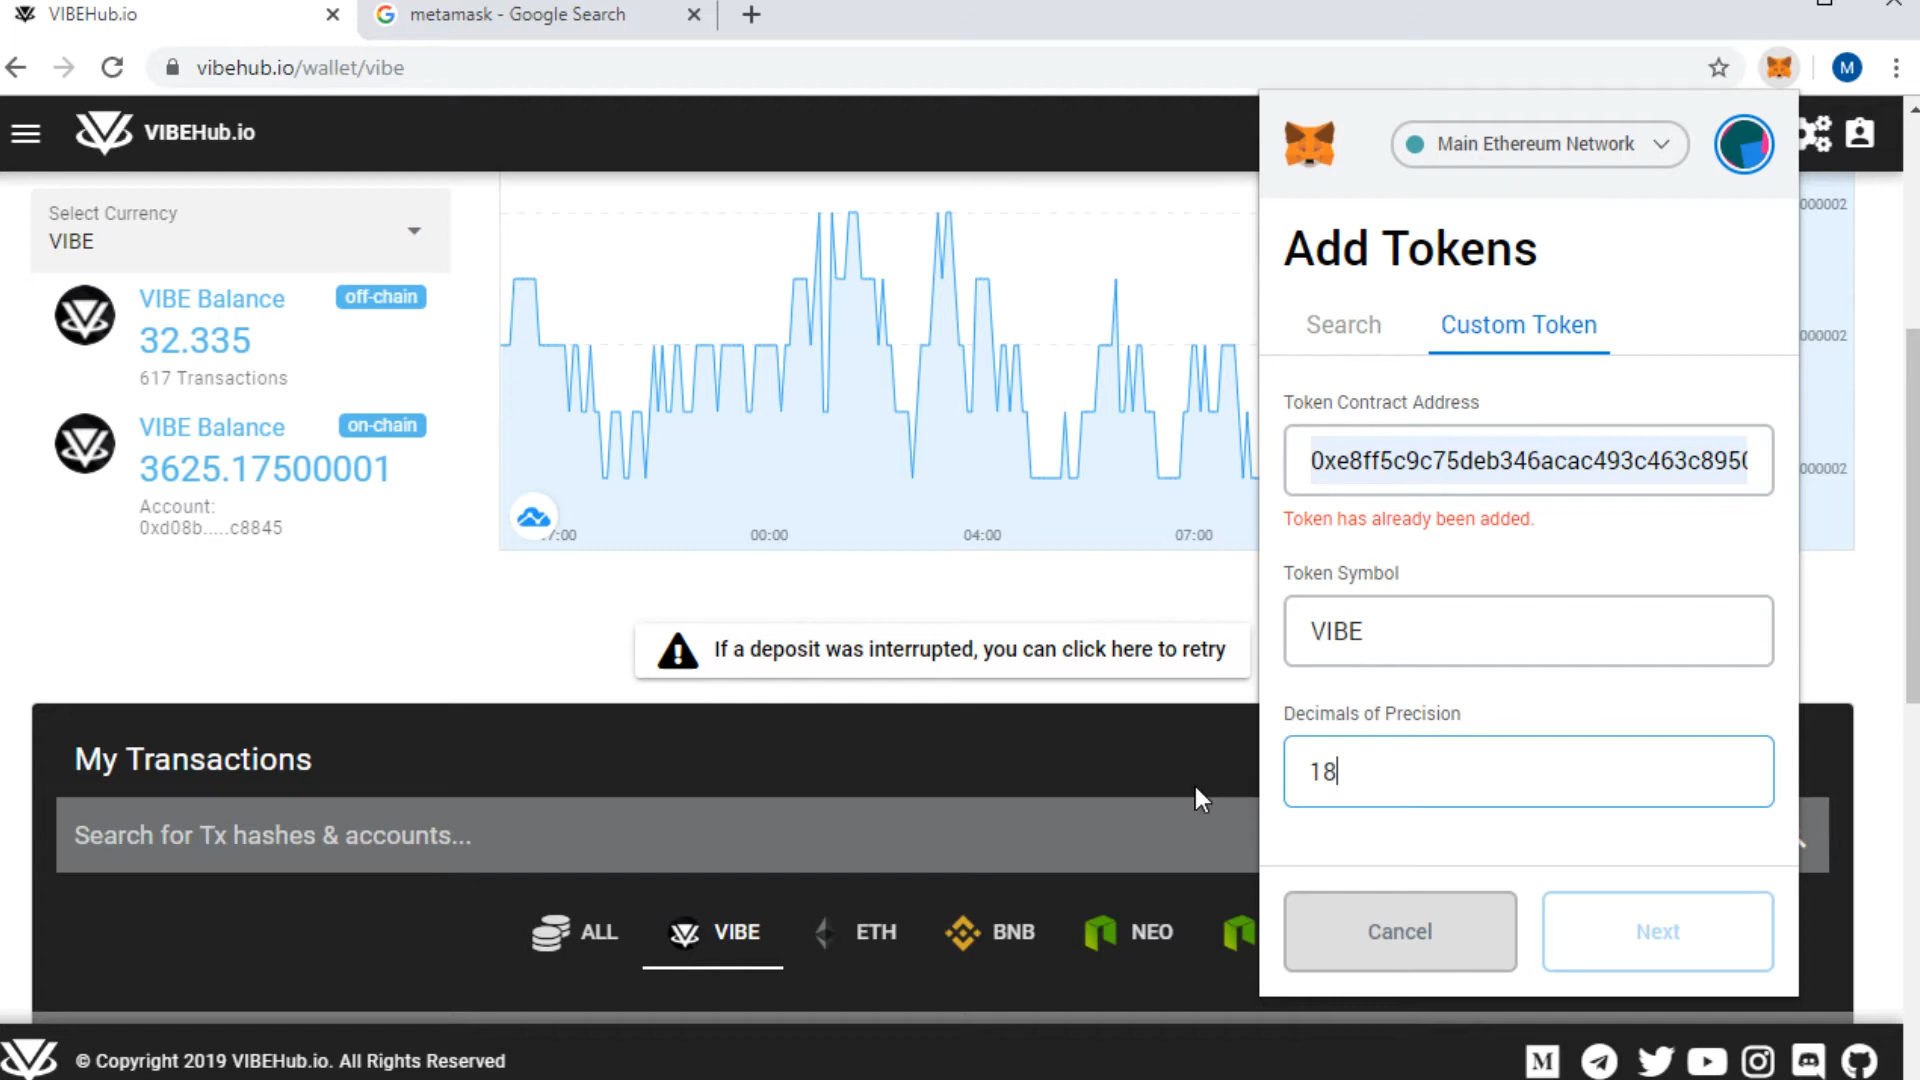 VIBEHub.io
metamask - Google Search
vibehub.io/wallet/vibe
M
VIBEHub.io
Select Currency
VIBE
VIBE Balance
off-chain
32.335
617 Transactions
VIBE Balance
on-chain
3625.17500001
Account:
0xd08b.....c8845
00:00
04:00
07:00
000002
000002
000002
Main Ethereum Network
Add Tokens
Search
Custom Token
Token Contract Address
0xe8ff5c9c75deb346acac493c463c8950
Token has already been added.
Token Symbol
VIBE
Decimals of Precision
18
Cancel
Next
If a deposit was interrupted, you can click here to retry
My Transactions
Search for Tx hashes & accounts...
ALL
VIBE
ETH
BNB
NEO
© Copyright 2019 VIBEHub.io. All Rights Reserved